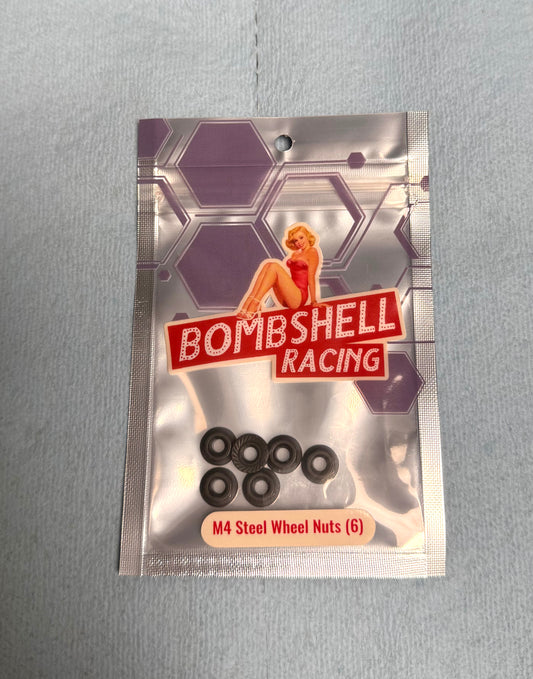 BOMBSHELL
RACING
M4 Steel Wheel Nuts (6)